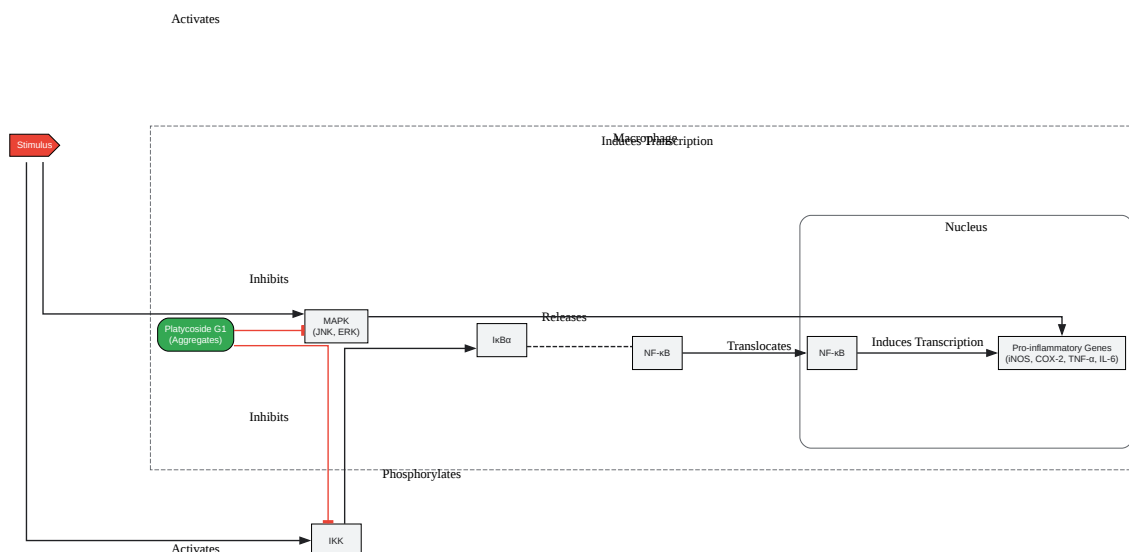 Activates
Macrophage
Induces Transcription
Stimulus
Nucleus
Inhibits
Platycoside G1
(Aggregates)
MAPK
(JNK, ERK)
Releases
IκBα
NF-κB
Translocates
NF-κB
Induces Transcription
Pro-inflammatory Genes
(iNOS, COX-2, TNF-α, IL-6)
Inhibits
Phosphorylates
IKK
Activates